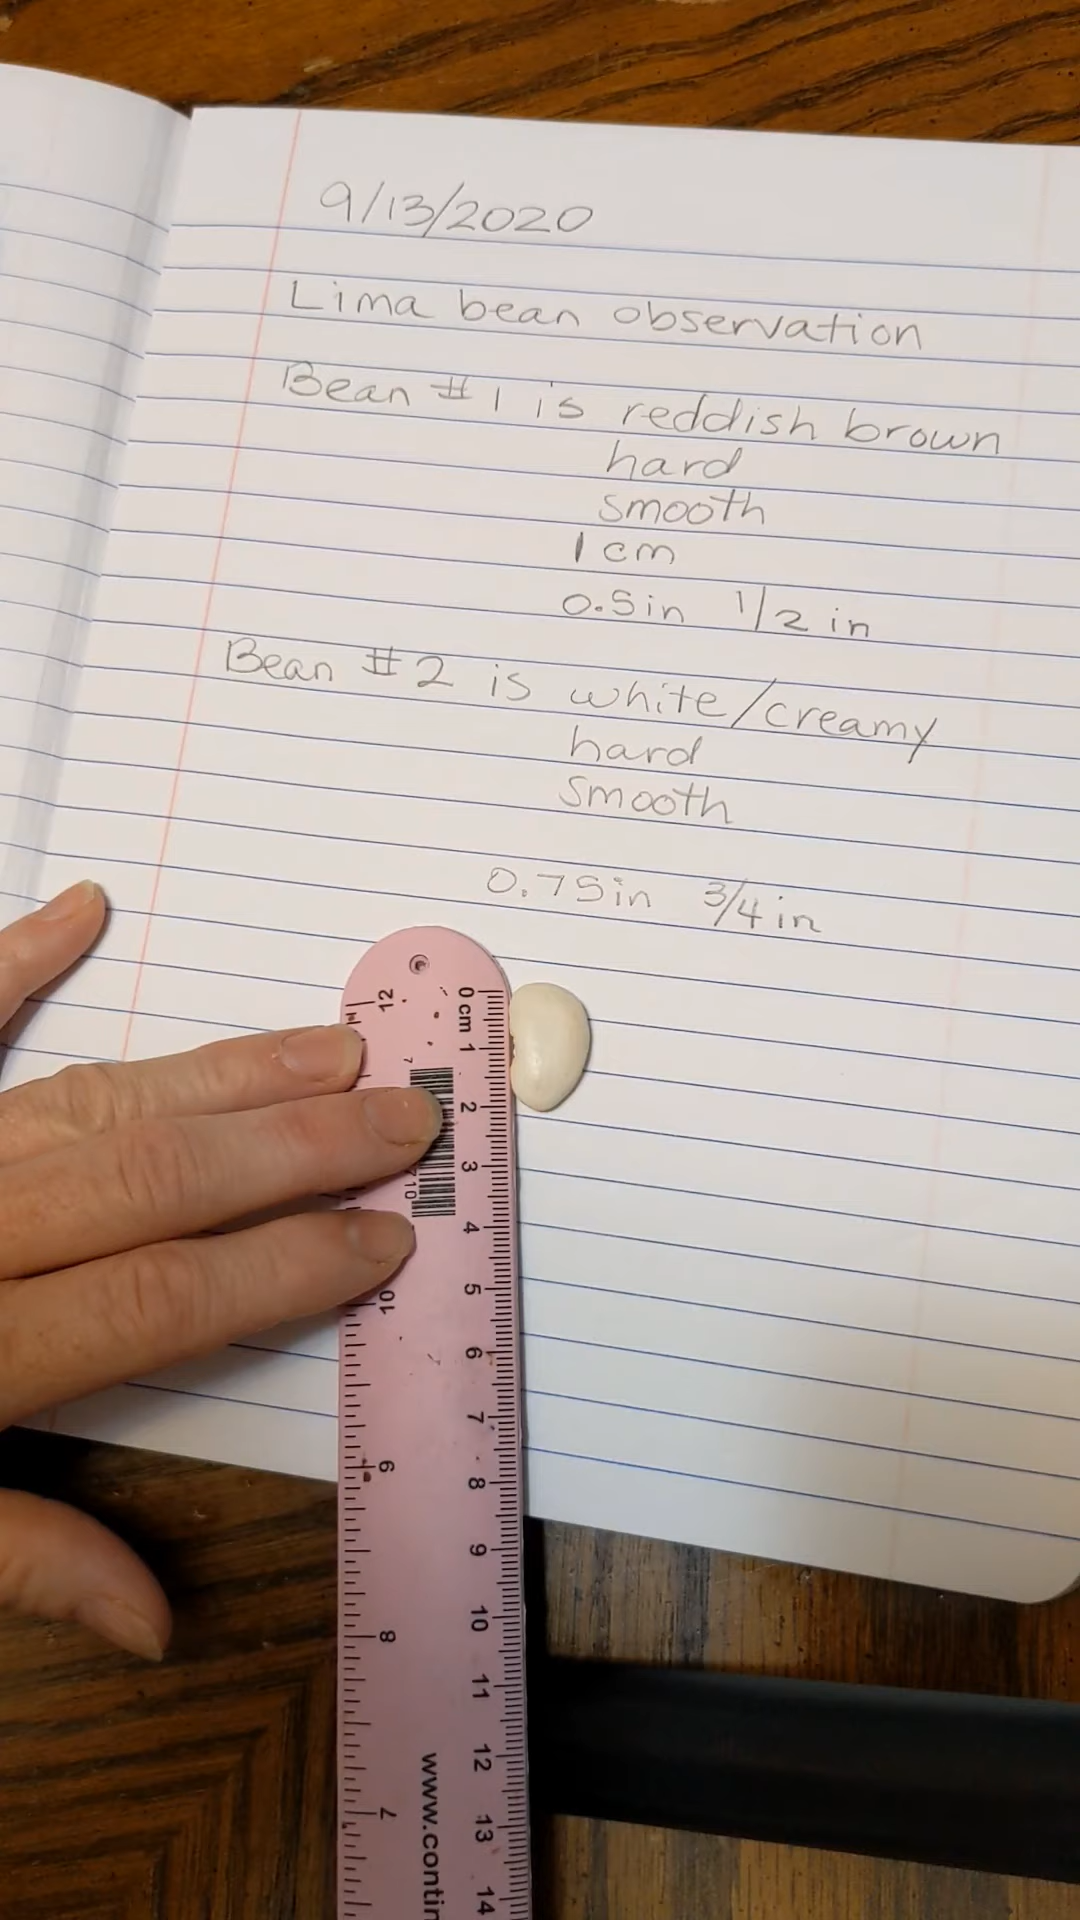 9/13/2020
Lima bean observation
Bean #1 is reddish brown
hard
smooth
1 cm
0.5in 1/2 in
Bean #2 is white/creamy
hard
smooth
0.75in 3/4 in
0 cm 1 2 3 4 5 6 7 8 9 10 11 12 13 14
12 10 9 8 7
7
710
www.contin